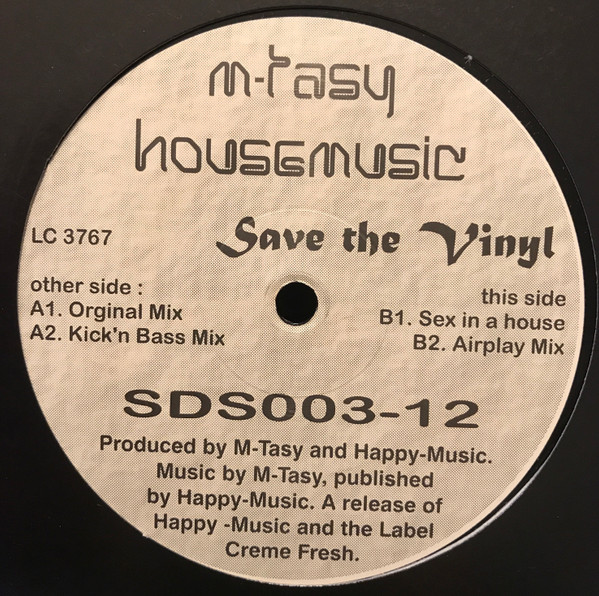 m-tasy
housemusic
LC 3767
Save the Vinyl
other side :
A1. Orginal Mix
A2. Kick'n Bass Mix
this side
B1. Sex in a house
B2. Airplay Mix
SDS003-12
Produced by M-Tasy and Happy-Music.
Music by M-Tasy, published
by Happy-Music. A release of
Happy -Music and the Label
Creme Fresh.